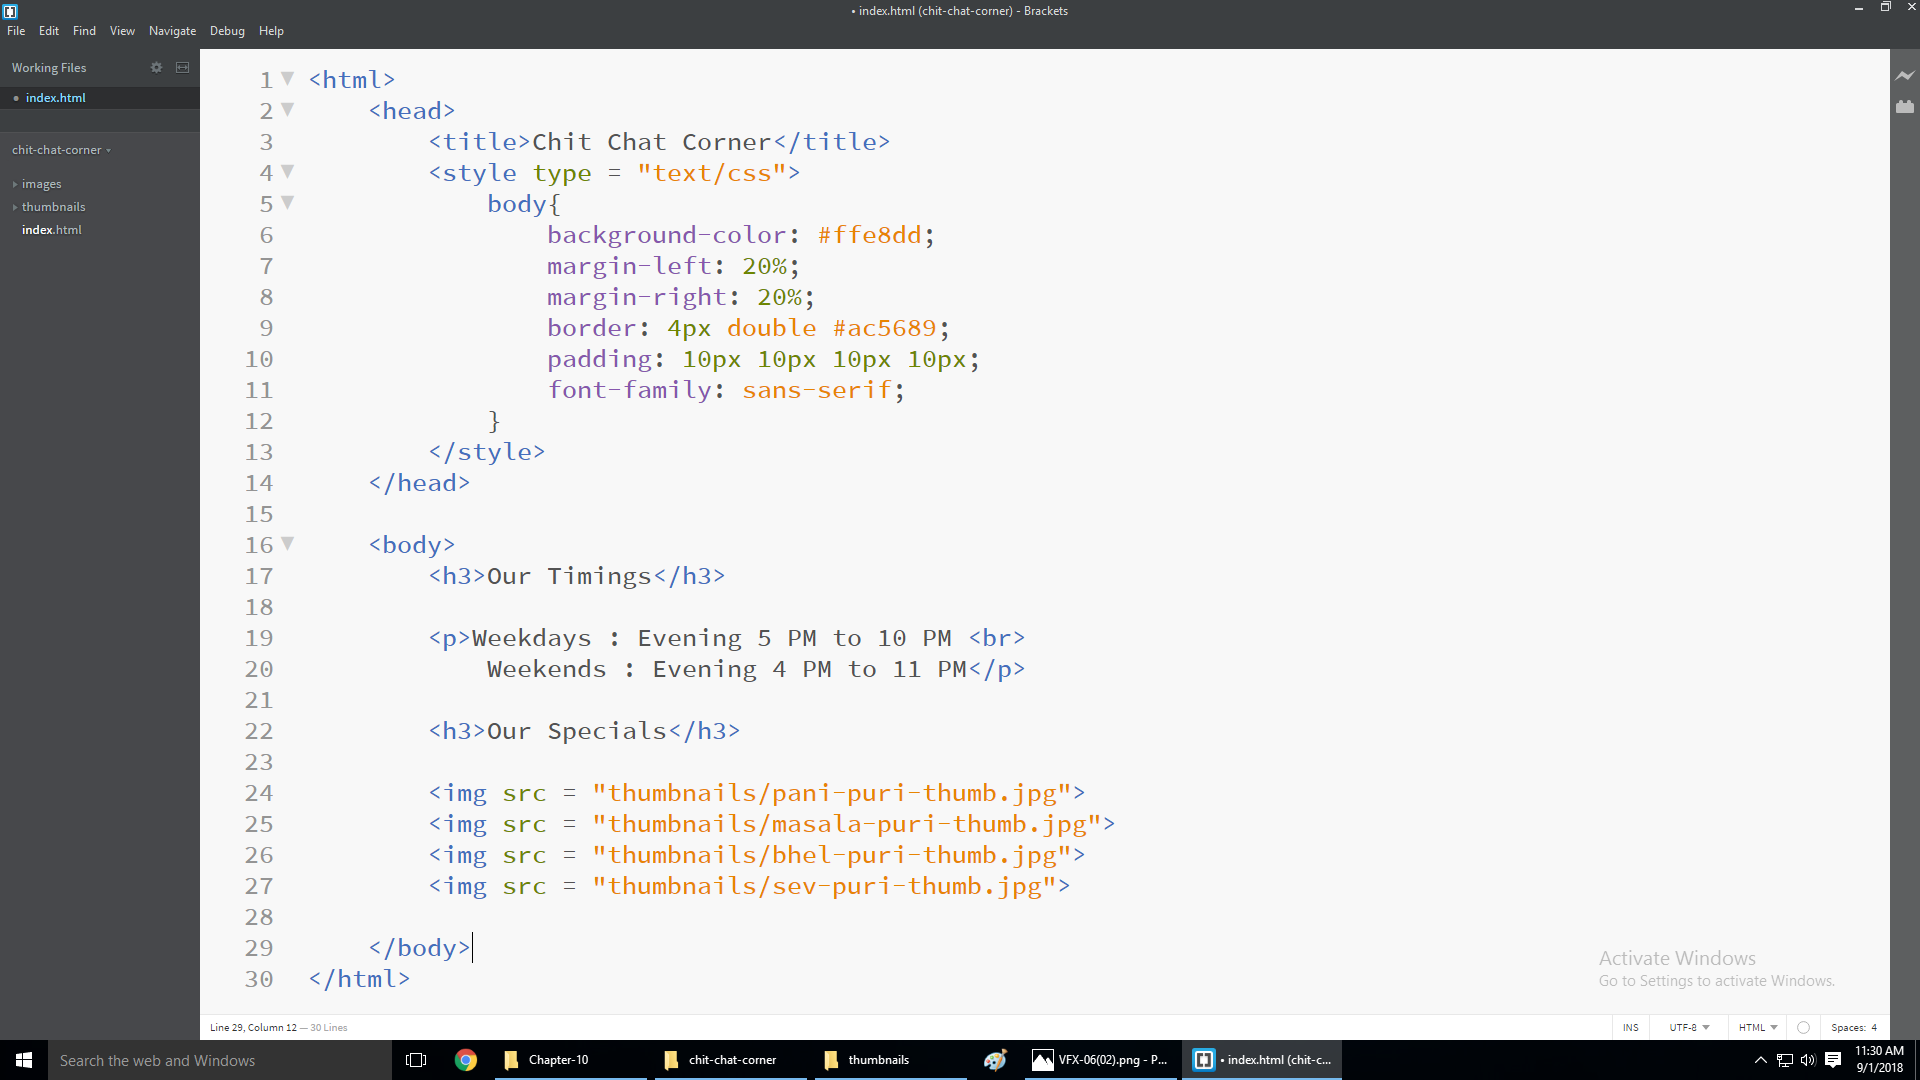 • index.html (chit-chat-corner) - Brackets
File Edit Find View Navigate Debug Help
Working Files
• index.html
chit-chat-corner
images
thumbnails
index.html
1 <html>
2 <head>
3 <title>Chit Chat Corner</title>
4 <style type = "text/css">
5 body{
6 background-color: #ffe8dd;
7 margin-left: 20%;
8 margin-right: 20%;
9 border: 4px double #ac5689;
10 padding: 10px 10px 10px 10px;
11 font-family: sans-serif;
12 }
13 </style>
14 </head>
15
16 <body>
17 <h3>Our Timings</h3>
18
19 <p>Weekdays : Evening 5 PM to 10 PM <br>
20 Weekends : Evening 4 PM to 11 PM</p>
21
22 <h3>Our Specials</h3>
23
24 <img src = "thumbnails/pani-puri-thumb.jpg">
25 <img src = "thumbnails/masala-puri-thumb.jpg">
26 <img src = "thumbnails/bhel-puri-thumb.jpg">
27 <img src = "thumbnails/sev-puri-thumb.jpg">
28
29 </body>
30 </html>
Activate Windows
Go to Settings to activate Windows.
Line 29, Column 12 — 30 Lines INS UTF-8 HTML Spaces: 4
Search the web and Windows Chapter-10 chit-chat-corner thumbnails VFX-06(02).png - P... • index.html (chit-c... 11:30 AM
9/1/2018